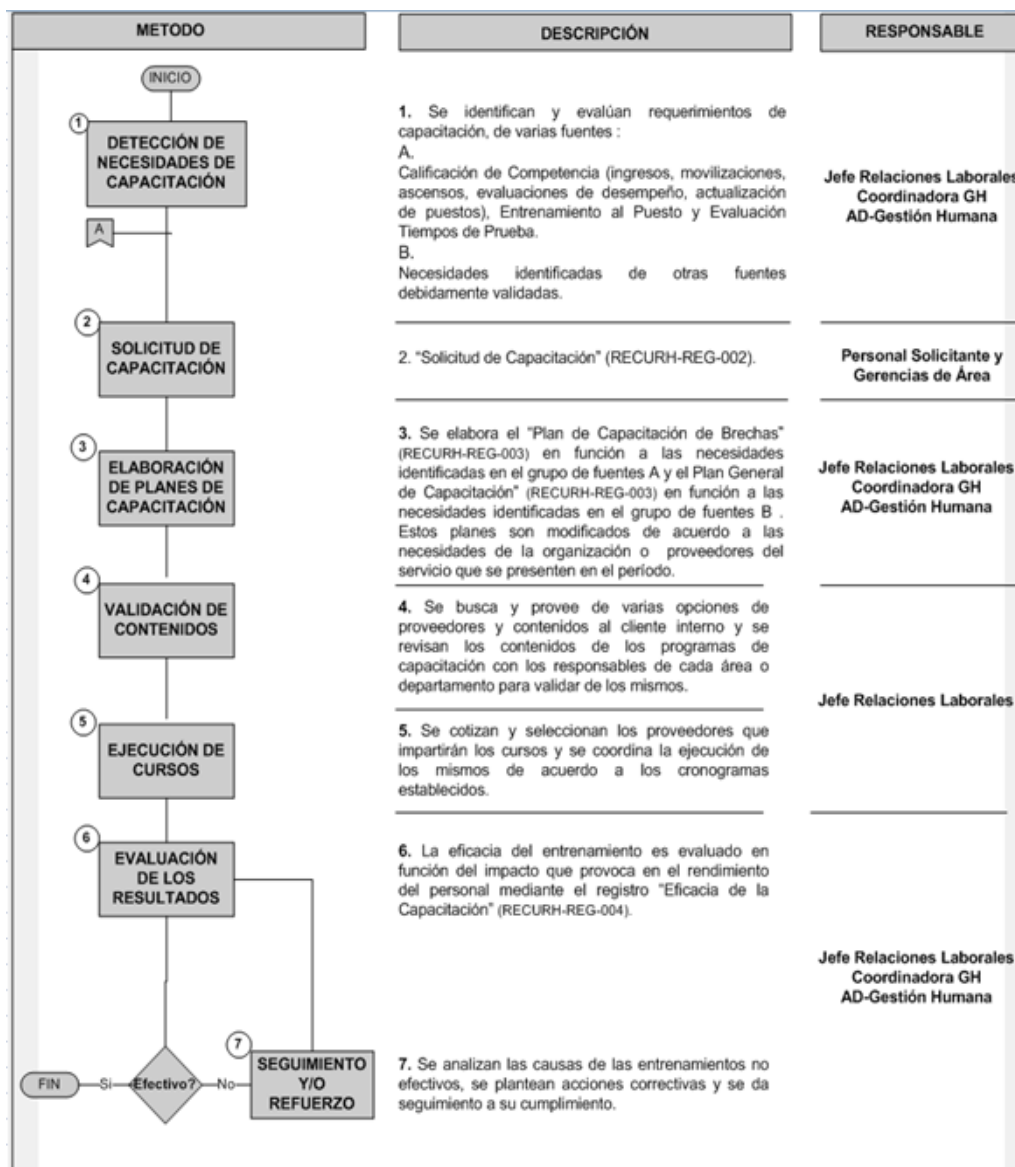 METODO
DESCRIPCIÓN
RESPONSABLE
INICIO
1
DETECCIÓN DE
NECESIDADES DE
CAPACITACIÓN
A
1. Se identifican y evalúan requerimientos de
capacitación, de varias fuentes :
A.
Calificación de Competencia (ingresos, movilizaciones,
ascensos, evaluaciones de desempeño, actualización
de puestos), Entrenamiento al Puesto y Evaluación
Tiempos de Prueba.
B.
Necesidades identificadas de otras fuentes
debidamente validadas.
Jefe Relaciones Laborales
Coordinadora GH
AD-Gestión Humana
2
SOLICITUD DE
CAPACITACIÓN
2. "Solicitud de Capacitación" (RECURH-REG-002).
Personal Solicitante y
Gerencias de Área
3
ELABORACIÓN
DE PLANES DE
CAPACITACIÓN
3. Se elabora el "Plan de Capacitación de Brechas"
(RECURH-REG-003) en función a las necesidades
identificadas en el grupo de fuentes A y el Plan General
de Capacitación" (RECURH-REG-003) en función a las
necesidades identificadas en el grupo de fuentes B .
Estos planes son modificados de acuerdo a las
necesidades de la organización o proveedores del
servicio que se presenten en el período.
Jefe Relaciones Laborales
Coordinadora GH
AD-Gestión Humana
4
VALIDACIÓN DE
CONTENIDOS
4. Se busca y provee de varias opciones de
proveedores y contenidos al cliente interno y se
revisan los contenidos de los programas de
capacitación con los responsables de cada área o
departamento para validar de los mismos.
Jefe Relaciones Laborales
5
EJECUCIÓN DE
CURSOS
5. Se cotizan y seleccionan los proveedores que
impartirán los cursos y se coordina la ejecución de
los mismos de acuerdo a los cronogramas
establecidos.
6
EVALUACIÓN
DE LOS
RESULTADOS
6. La eficacia del entrenamiento es evaluado en
función del impacto que provoca en el rendimiento
del personal mediante el registro "Eficacia de la
Capacitación" (RECURH-REG-004).
Jefe Relaciones Laborales
Coordinadora GH
AD-Gestión Humana
FIN
Si
Efectivo?
No
7
SEGUIMIENTO
Y/O
REFUERZO
7. Se analizan las causas de las entrenamientos no
efectivos, se plantean acciones correctivas y se da
seguimiento a su cumplimiento.